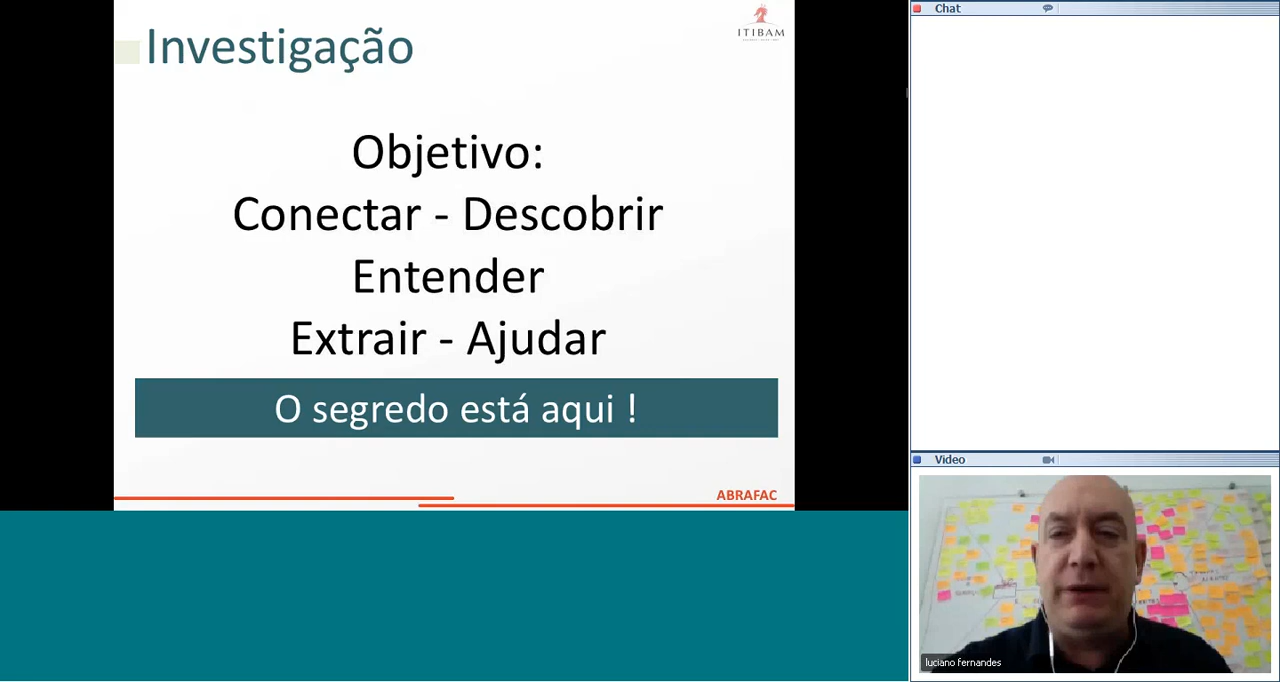 Investigação
ITIBAM
Objetivo:
Conectar - Descobrir
Entender
Extrair - Ajudar
O segredo está aqui !
ABRAFAC
Chat
Video
luciano fernandes